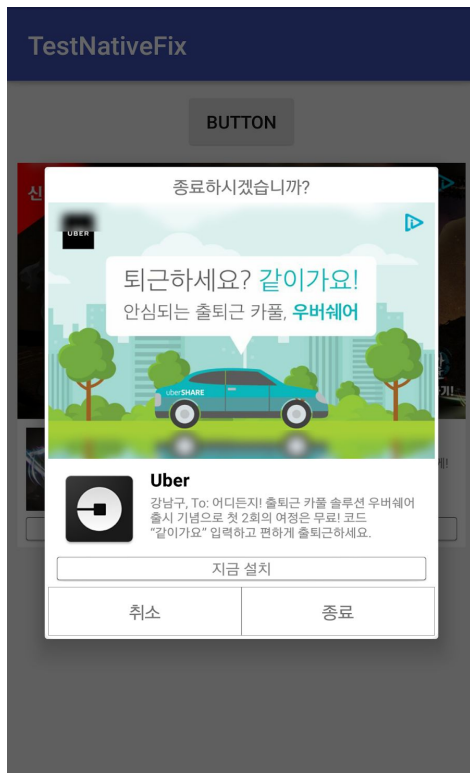 TestNativeFix
BUTTON
신
종료하시겠습니까?
UBER
퇴근하세요? 같이가요!
안심되는 출퇴근 카풀, 우버쉐어
uberSHARE
Uber
강남구, To: 어디든지! 출퇴근 카풀 솔루션 우버쉐어
출시 기념으로 첫 2회의 여정은 무료! 코드
“같이가요” 입력하고 편하게 출퇴근하세요.
지금 설치
취소
종료